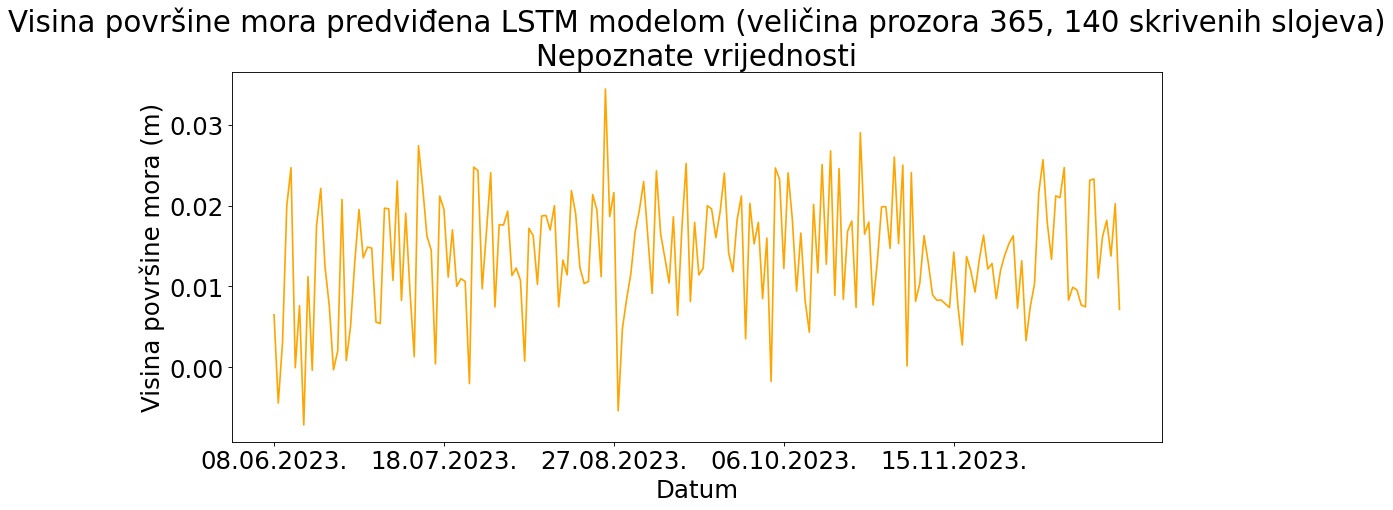 Visina površine mora predviđena LSTM modelom (veličina prozora 365, 140 skrivenih slojeva)
Nepoznate vrijednosti
Visina površine mora (m)
0.03
0.02
0.01
0.00
08.06.2023. 18.07.2023. 27.08.2023. 06.10.2023. 15.11.2023.
Datum